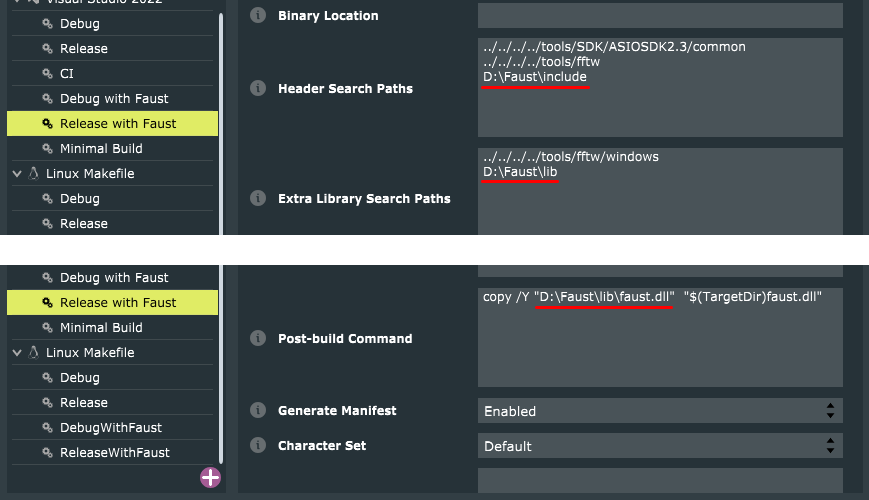 Visual Studio 2022
Debug
Release
CI
Debug with Faust
Release with Faust
Minimal Build
Linux Makefile
Debug
Release
Binary Location
Header Search Paths
../../../../tools/SDK/ASIOSDK2.3/common
../../../../tools/fftw
D:\Faust\include
Extra Library Search Paths
../../../../tools/fftw/windows
D:\Faust\lib
Debug with Faust
Release with Faust
Minimal Build
Linux Makefile
Debug
Release
DebugWithFaust
ReleaseWithFaust
Post-build Command
copy /Y "D:\Faust\lib\faust.dll"  "$(TargetDir)faust.dll"
Generate Manifest
Enabled
Character Set
Default